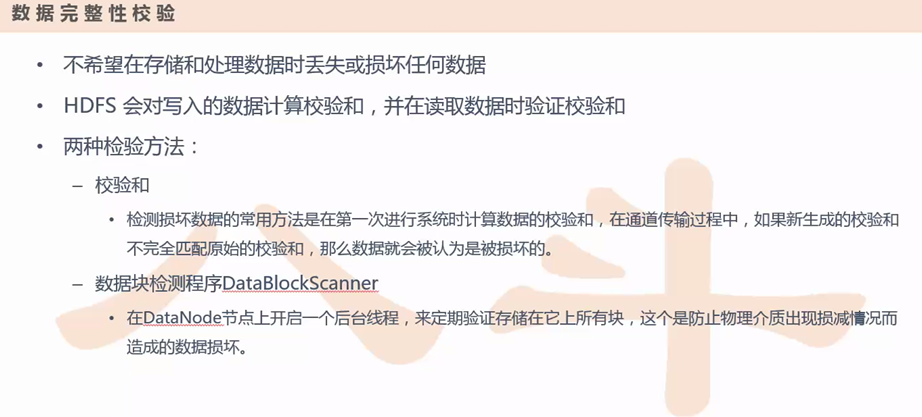 数据完整性校验
• 不希望在存储和处理数据时丢失或损坏任何数据
• HDFS 会对写入的数据计算校验和，并在读取数据时验证校验和
• 两种检验方法：
– 校验和
• 检测损坏数据的常用方法是在第一次进行系统时计算数据的校验和，在通道传输过程中，如果新生成的校验和
不完全匹配原始的校验和，那么数据就会被认为是被损坏的。
– 数据块检测程序DataBlockScanner
• 在DataNode节点上开启一个后台线程，来定期验证存储在它上所有块，这个是防止物理介质出现损减情况而
造成的数据损坏。
八斗